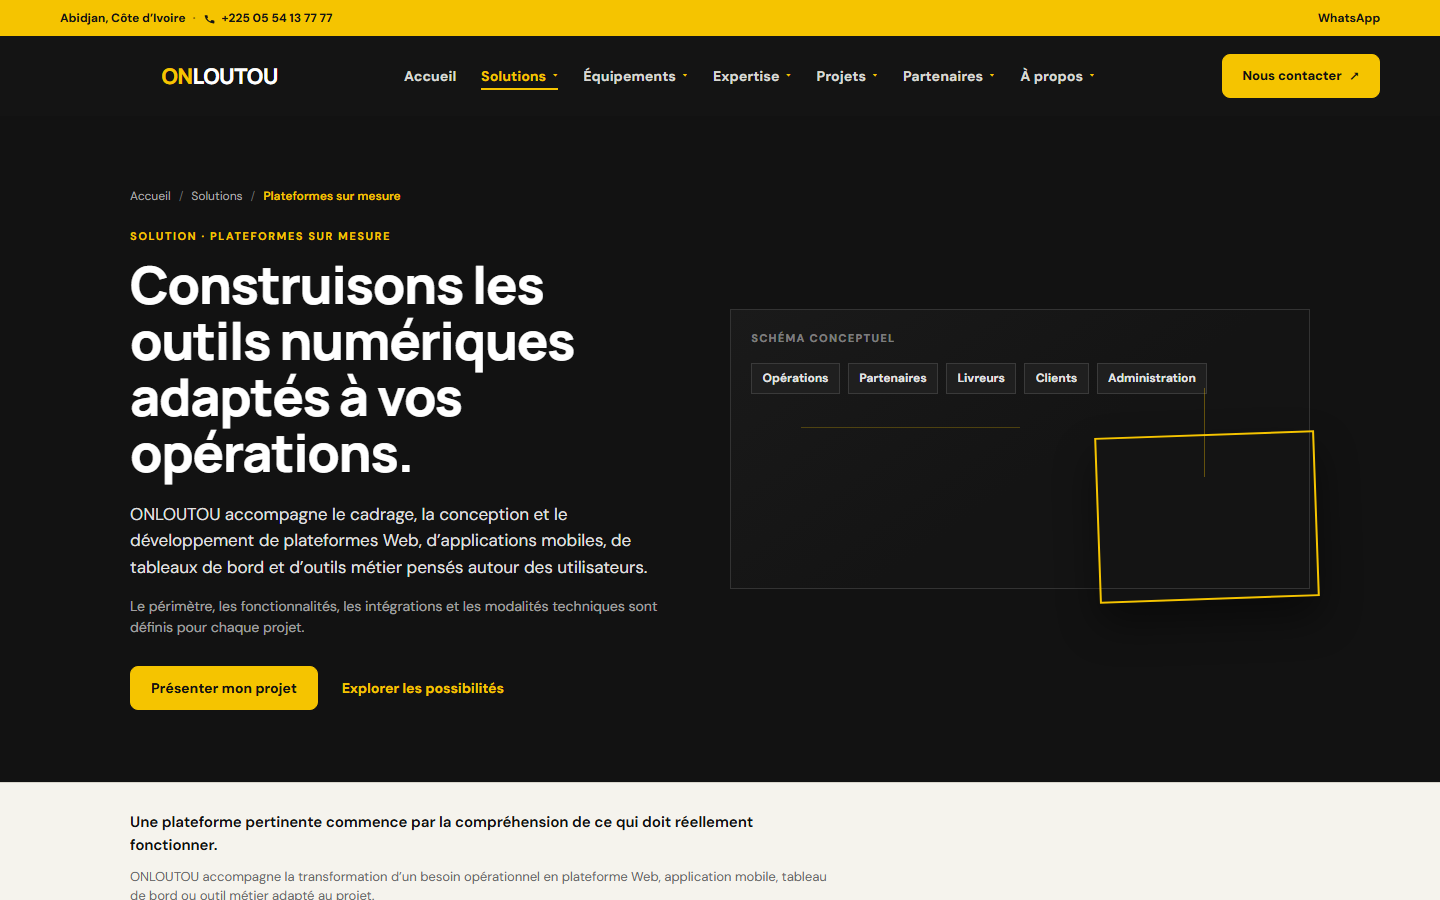 Abidjan, Côte d’Ivoire · +225 05 54 13 77 77
WhatsApp
ONLOUTOU
Accueil Solutions Équipements Expertise Projets Partenaires À propos
Nous contacter ↗
Accueil / Solutions / Plateformes sur mesure
SOLUTION · PLATEFORMES SUR MESURE
Construisons les
outils numériques
adaptés à vos
opérations.
ONLOUTOU accompagne le cadrage, la conception et le
développement de plateformes Web, d’applications mobiles, de
tableaux de bord et d’outils métier pensés autour des utilisateurs.
Le périmètre, les fonctionnalités, les intégrations et les modalités techniques sont
définis pour chaque projet.
Présenter mon projet
Explorer les possibilités
SCHÉMA CONCEPTUEL
Opérations Partenaires Livreurs Clients Administration
Une plateforme pertinente commence par la compréhension de ce qui doit réellement
fonctionner.
ONLOUTOU accompagne la transformation d’un besoin opérationnel en plateforme Web, application mobile, tableau
de bord ou outil métier adapté au projet.